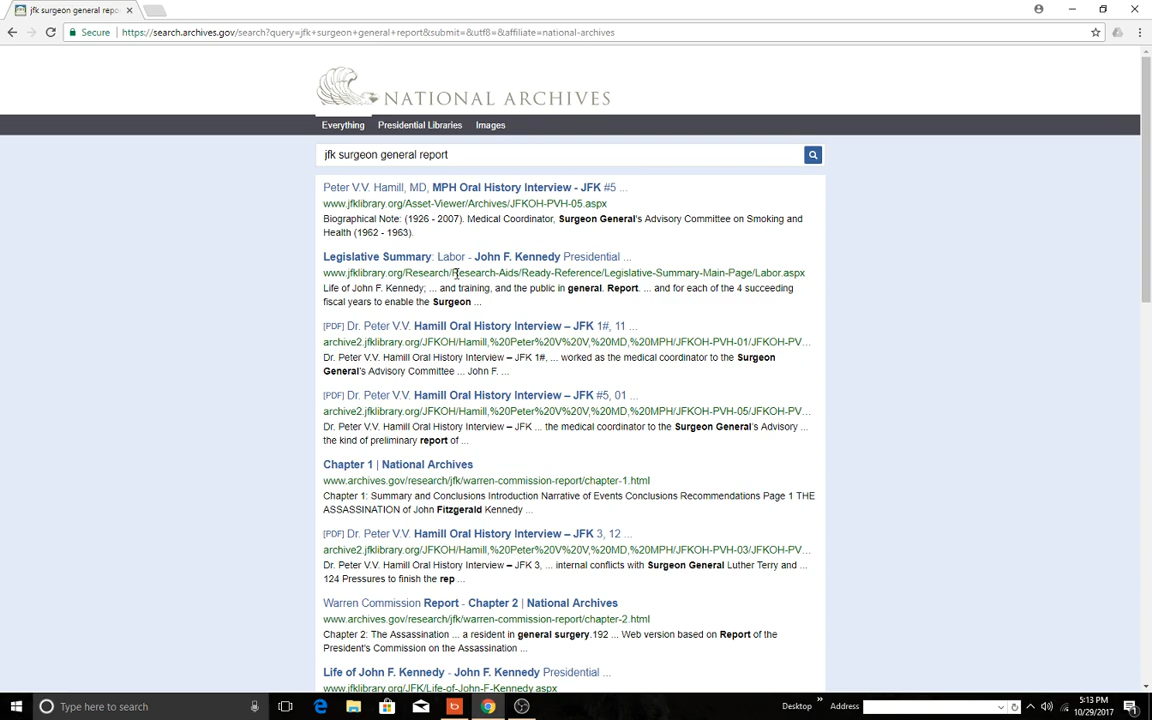 jfk surgeon general repo
Secure https://search.archives.gov/search?query=jfk+surgeon+general+report&submit=&utf8=&affiliate=national-archives
NATIONAL ARCHIVES
Everything Presidential Libraries Images
jfk surgeon general report
Peter V.V. Hamill, MD, MPH Oral History Interview - JFK #5 ...
www.jfklibrary.org/Asset-Viewer/Archives/JFKOH-PVH-05.aspx
Biographical Note: (1926 - 2007). Medical Coordinator, Surgeon General's Advisory Committee on Smoking and
Health (1962 - 1963).
Legislative Summary: Labor - John F. Kennedy Presidential ...
www.jfklibrary.org/Research/Research-Aids/Ready-Reference/Legislative-Summary-Main-Page/Labor.aspx
Life of John F. Kennedy; ... and training, and the public in general. Report. ... and for each of the 4 succeeding
fiscal years to enable the Surgeon ...
[PDF] Dr. Peter V.V. Hamill Oral History Interview – JFK 1#, 11 ...
archive2.jfklibrary.org/JFKOH/Hamill,%20Peter%20V%20V,%20MD,%20MPH/JFKOH-PVH-01/JFKOH-PV...
Dr. Peter V.V. Hamill Oral History Interview – JFK 1#, ... worked as the medical coordinator to the Surgeon
General's Advisory Committee ... John F. ...
[PDF] Dr. Peter V.V. Hamill Oral History Interview – JFK #5, 01 ...
archive2.jfklibrary.org/JFKOH/Hamill,%20Peter%20V%20V,%20MD,%20MPH/JFKOH-PVH-05/JFKOH-PV...
Dr. Peter V.V. Hamill Oral History Interview – JFK ... the medical coordinator to the Surgeon General's Advisory ...
the kind of preliminary report of ...
Chapter 1 | National Archives
www.archives.gov/research/jfk/warren-commission-report/chapter-1.html
Chapter 1: Summary and Conclusions Introduction Narrative of Events Conclusions Recommendations Page 1 THE
ASSASSINATION of John Fitzgerald Kennedy ...
[PDF] Dr. Peter V.V. Hamill Oral History Interview – JFK 3, 12 ...
archive2.jfklibrary.org/JFKOH/Hamill,%20Peter%20V%20V,%20MD,%20MPH/JFKOH-PVH-03/JFKOH-PV...
Dr. Peter V.V. Hamill Oral History Interview – JFK 3, ... internal conflicts with Surgeon General Luther Terry and ...
124 Pressures to finish the rep ...
Warren Commission Report - Chapter 2 | National Archives
www.archives.gov/research/jfk/warren-commission-report/chapter-2.html
Chapter 2: The Assassination ... a resident in general surgery.192 ... Web version based on Report of the
President's Commission on the Assassination ...
Life of John F. Kennedy - John F. Kennedy Presidential ...
www.jfklibrary.org/JFK/Life-of-John-F-Kennedy.aspx
Type here to search
Desktop » Address
5:13 PM
10/29/2017